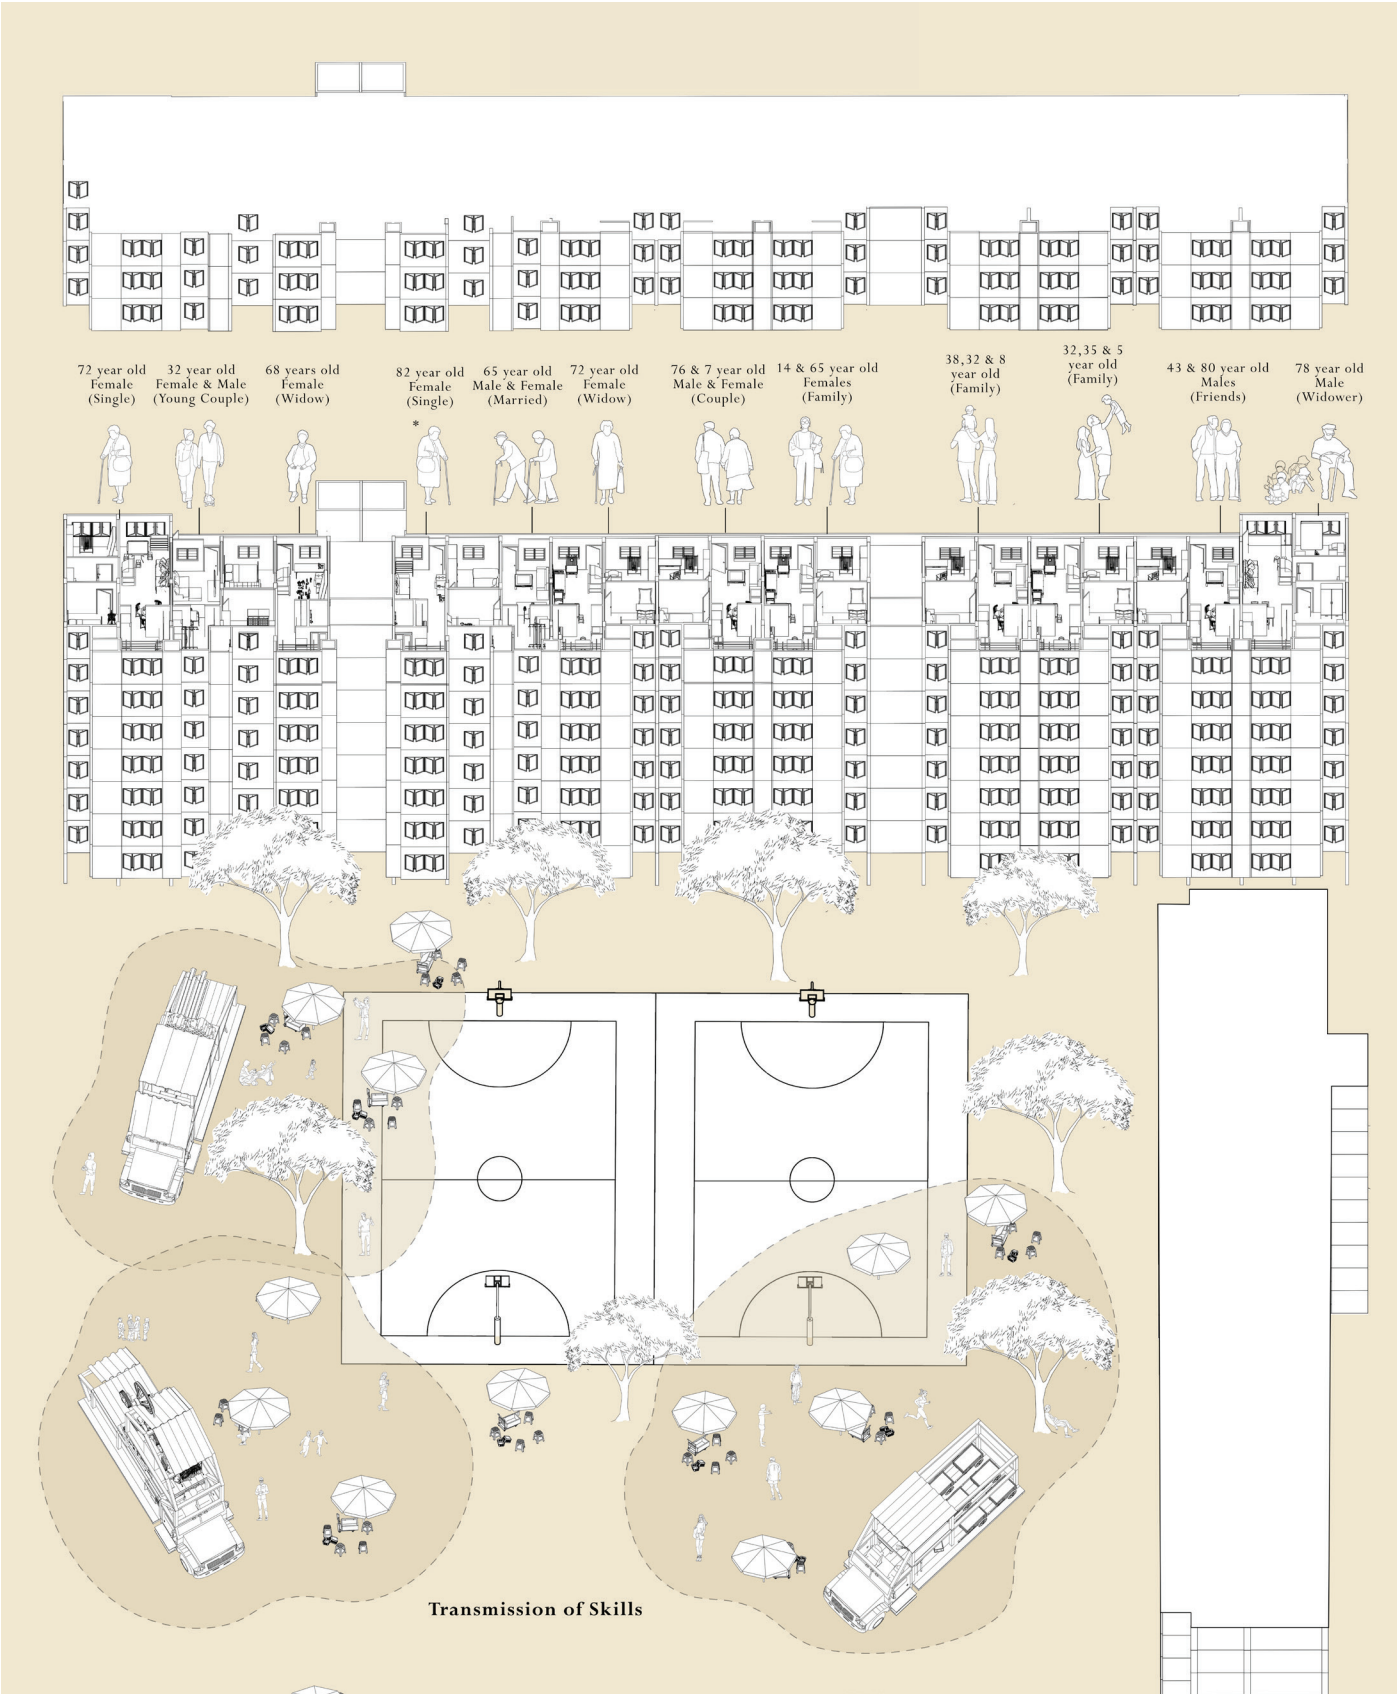 72 year old
Female
(Single)
32 year old
Female & Male
(Young Couple)
68 years old
Female
(Widow)
82 year old
Female
(Single)
*
65 year old
Male & Female
(Married)
72 year old
Female
(Widow)
76 & 7 year old
Male & Female
(Couple)
14 & 65 year old
Females
(Family)
38,32 & 8
year old
(Family)
32,35 & 5
year old
(Family)
43 & 80 year old
Males
(Friends)
78 year old
Male
(Widower)
Transmission of Skills